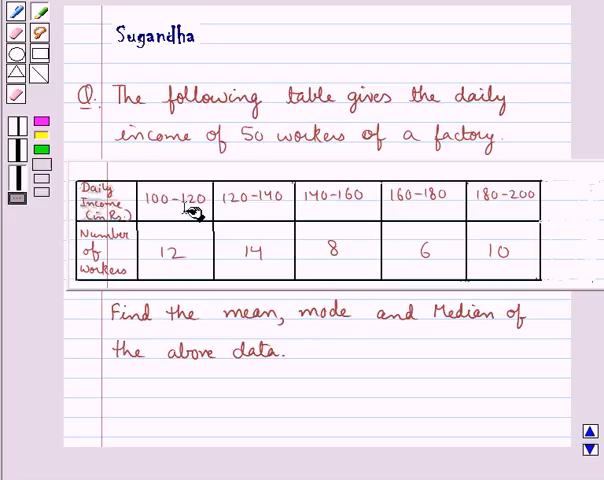 Sugandha
Q. The following table gives the daily
income of 50 workers of a factory.
Daily Income (in Rs.) 100-120 120-140 140-160 160-180 180-200
Number of workers 12 14 8 6 10
Find the mean, mode and Median of
the above data.